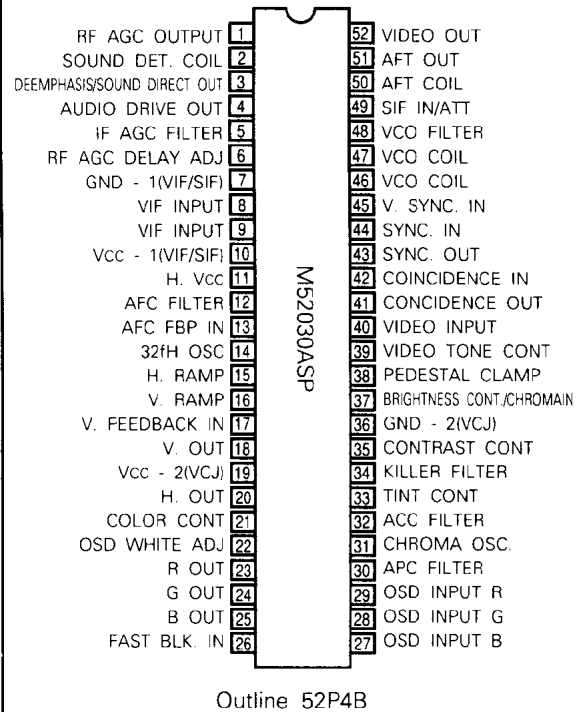 RF AGC OUTPUT 1
SOUND DET. COIL 2
DEEMPHASIS/SOUND DIRECT OUT 3
AUDIO DRIVE OUT 4
IF AGC FILTER 5
RF AGC DELAY ADJ 6
GND - 1(VIF/SIF) 7
VIF INPUT 8
VIF INPUT 9
Vcc - 1(VIF/SIF) 10
H. Vcc 11
AFC FILTER 12
AFC FBP IN 13
32fH OSC 14
H. RAMP 15
V. RAMP 16
V. FEEDBACK IN 17
V. OUT 18
Vcc - 2(VCJ) 19
H. OUT 20
COLOR CONT 21
OSD WHITE ADJ 22
R OUT 23
G OUT 24
B OUT 25
FAST BLK. IN 26
M52030ASP
52 VIDEO OUT
51 AFT OUT
50 AFT COIL
49 SIF IN/ATT
48 VCO FILTER
47 VCO COIL
46 VCO COIL
45 V. SYNC. IN
44 SYNC. IN
43 SYNC. OUT
42 COINCIDENCE IN
41 CONCIDENCE OUT
40 VIDEO INPUT
39 VIDEO TONE CONT
38 PEDESTAL CLAMP
37 BRIGHTNESS CONT./CHROMAIN
36 GND - 2(VCJ)
35 CONTRAST CONT
34 KILLER FILTER
33 TINT CONT
32 ACC FILTER
31 CHROMA OSC.
30 APC FILTER
29 OSD INPUT R
28 OSD INPUT G
27 OSD INPUT B
Outline 52P4B